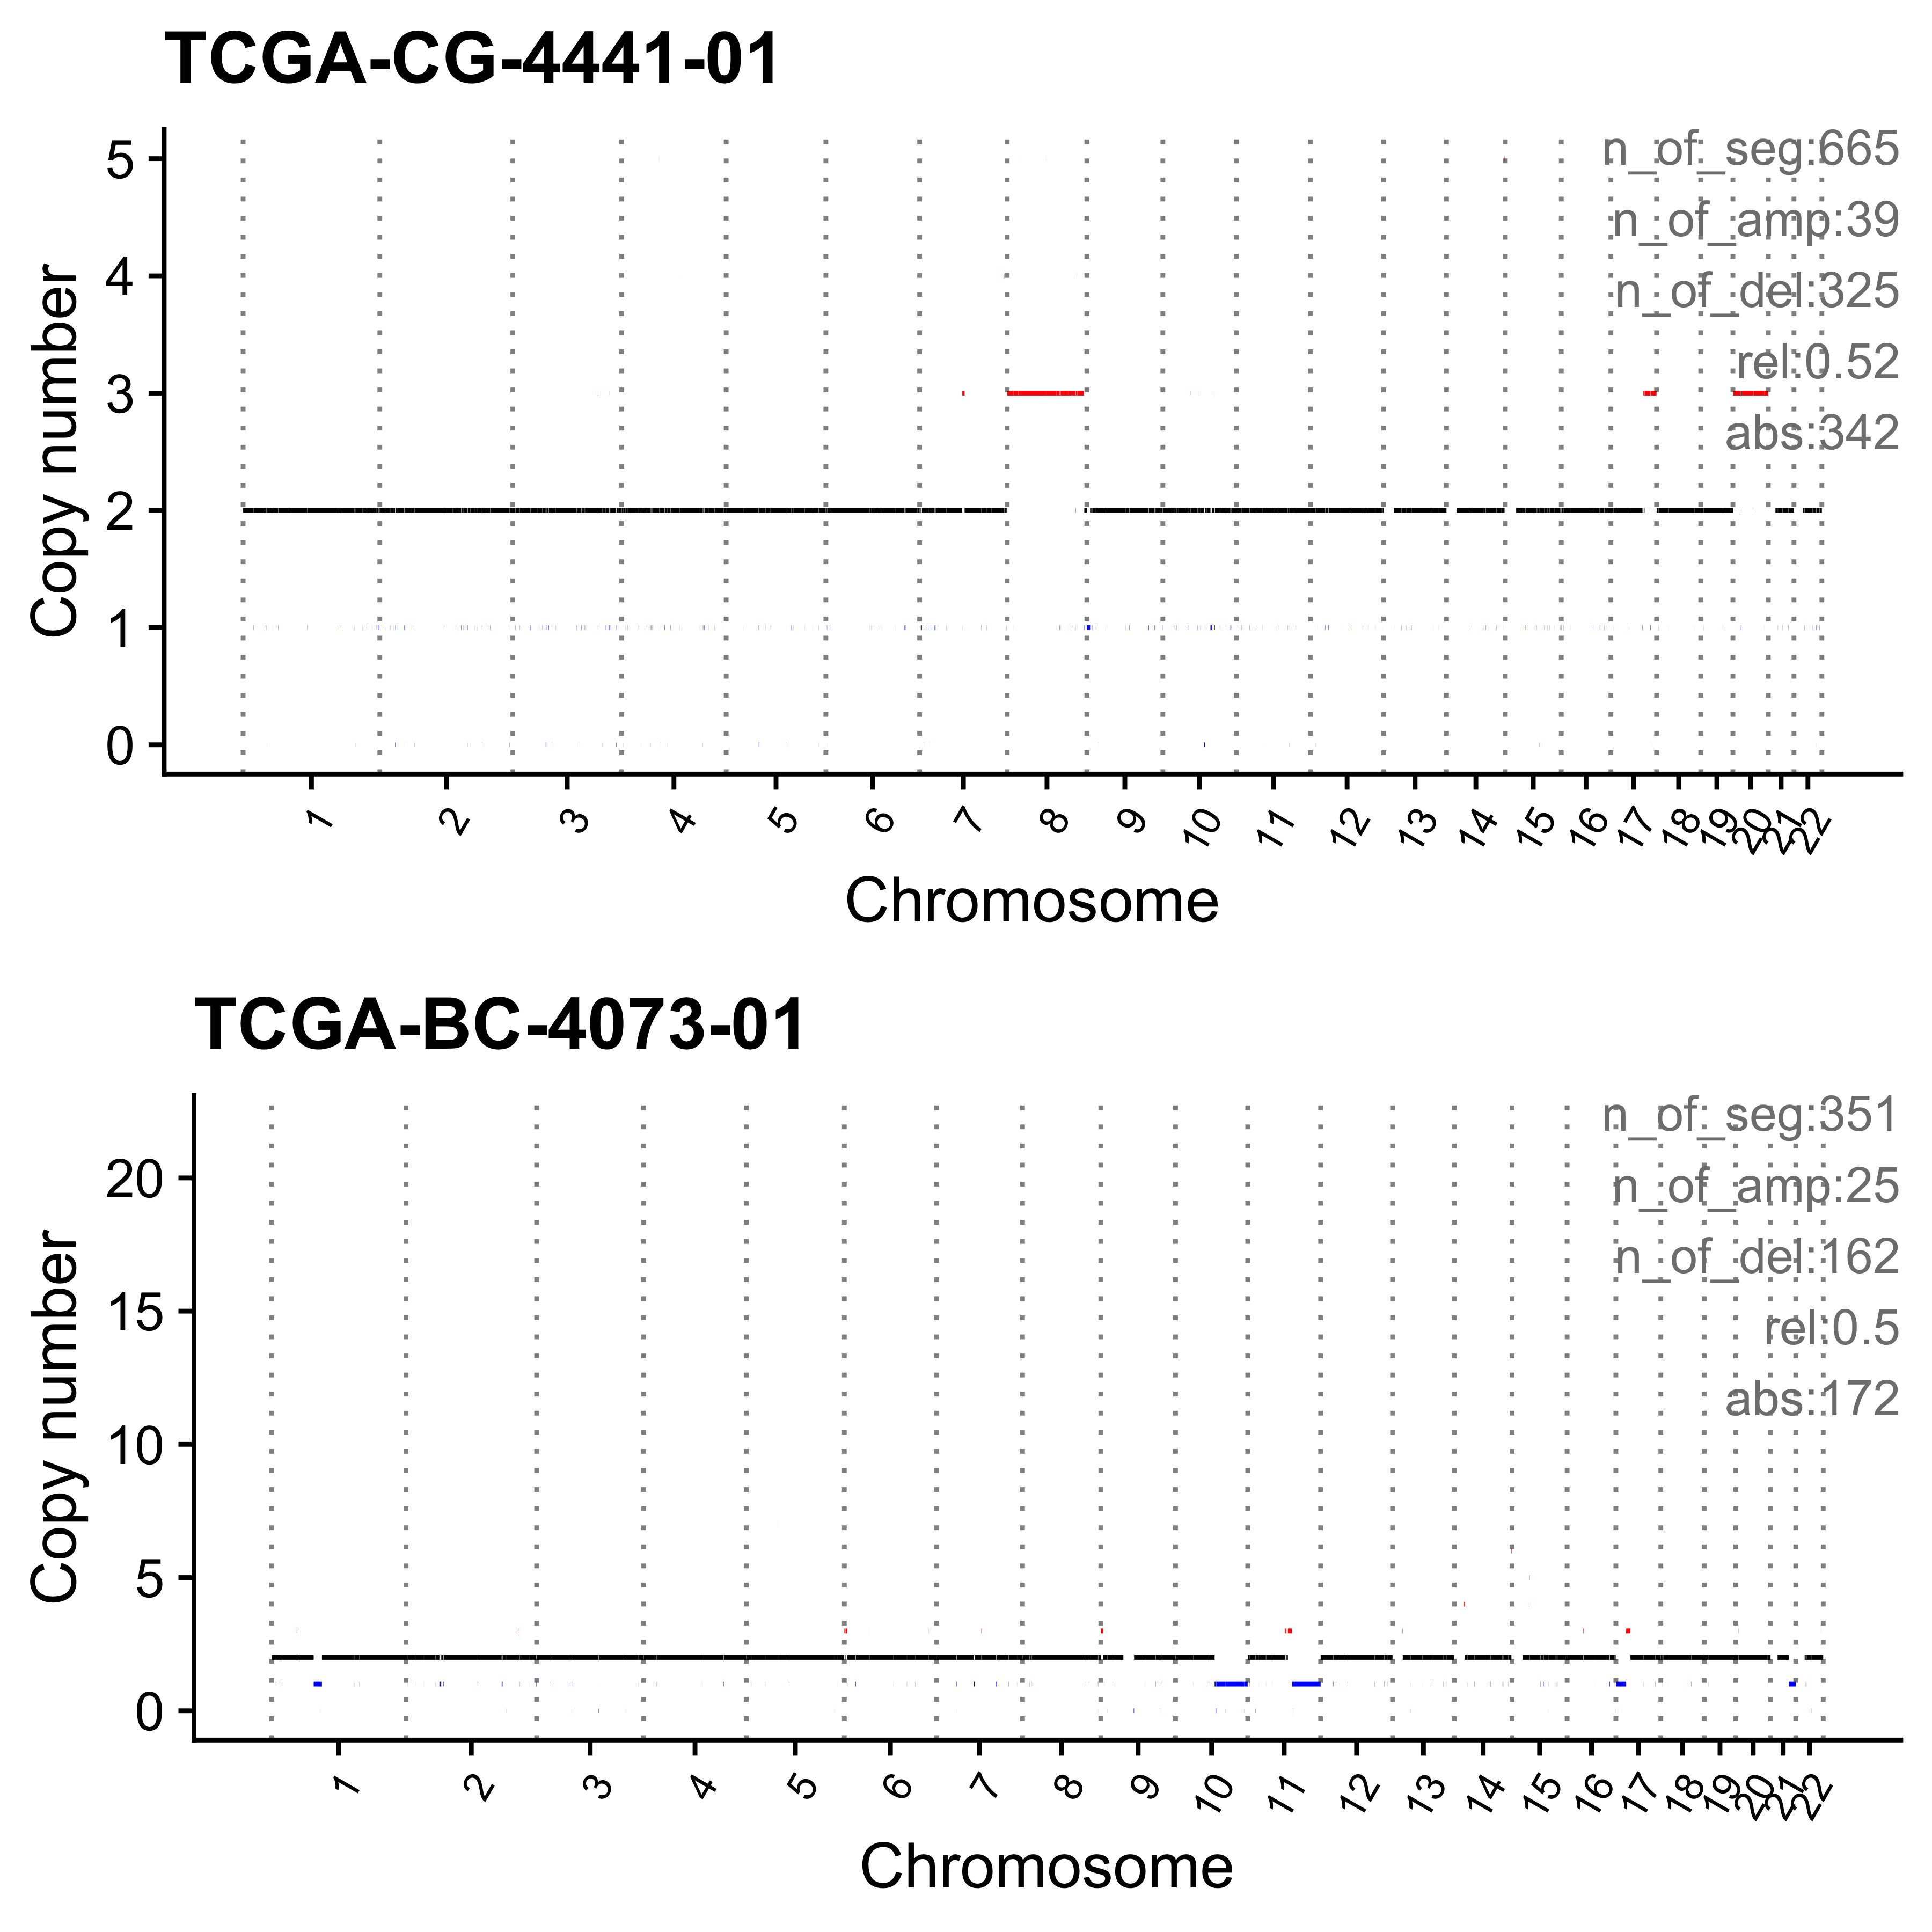 TCGA-CG-4441-01
n_of_seg:665
n_of_amp:39
n_of_del:325
rel:0.52
abs:342
5
4
3
2
1
0
Copy number
1 2 3 4 5 6 7 8 9 10 11 12 13 14 15 16 17 18 19 20 21 22
Chromosome
TCGA-BC-4073-01
n_of_seg:351
n_of_amp:25
n_of_del:162
rel:0.5
abs:172
20
15
10
5
0
Copy number
1 2 3 4 5 6 7 8 9 10 11 12 13 14 15 16 17 18 19 20 21 22
Chromosome